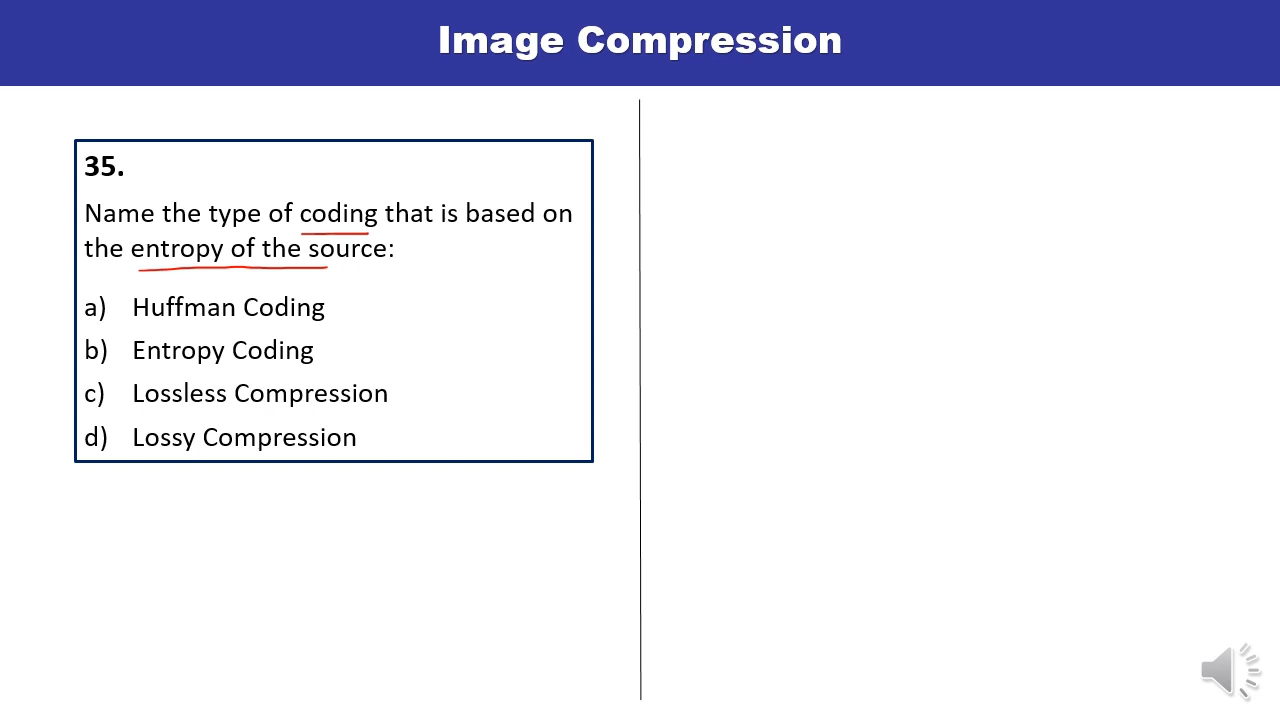 Image Compression
35.
Name the type of coding that is based on
the entropy of the source:
a) Huffman Coding
b) Entropy Coding
c) Lossless Compression
d) Lossy Compression